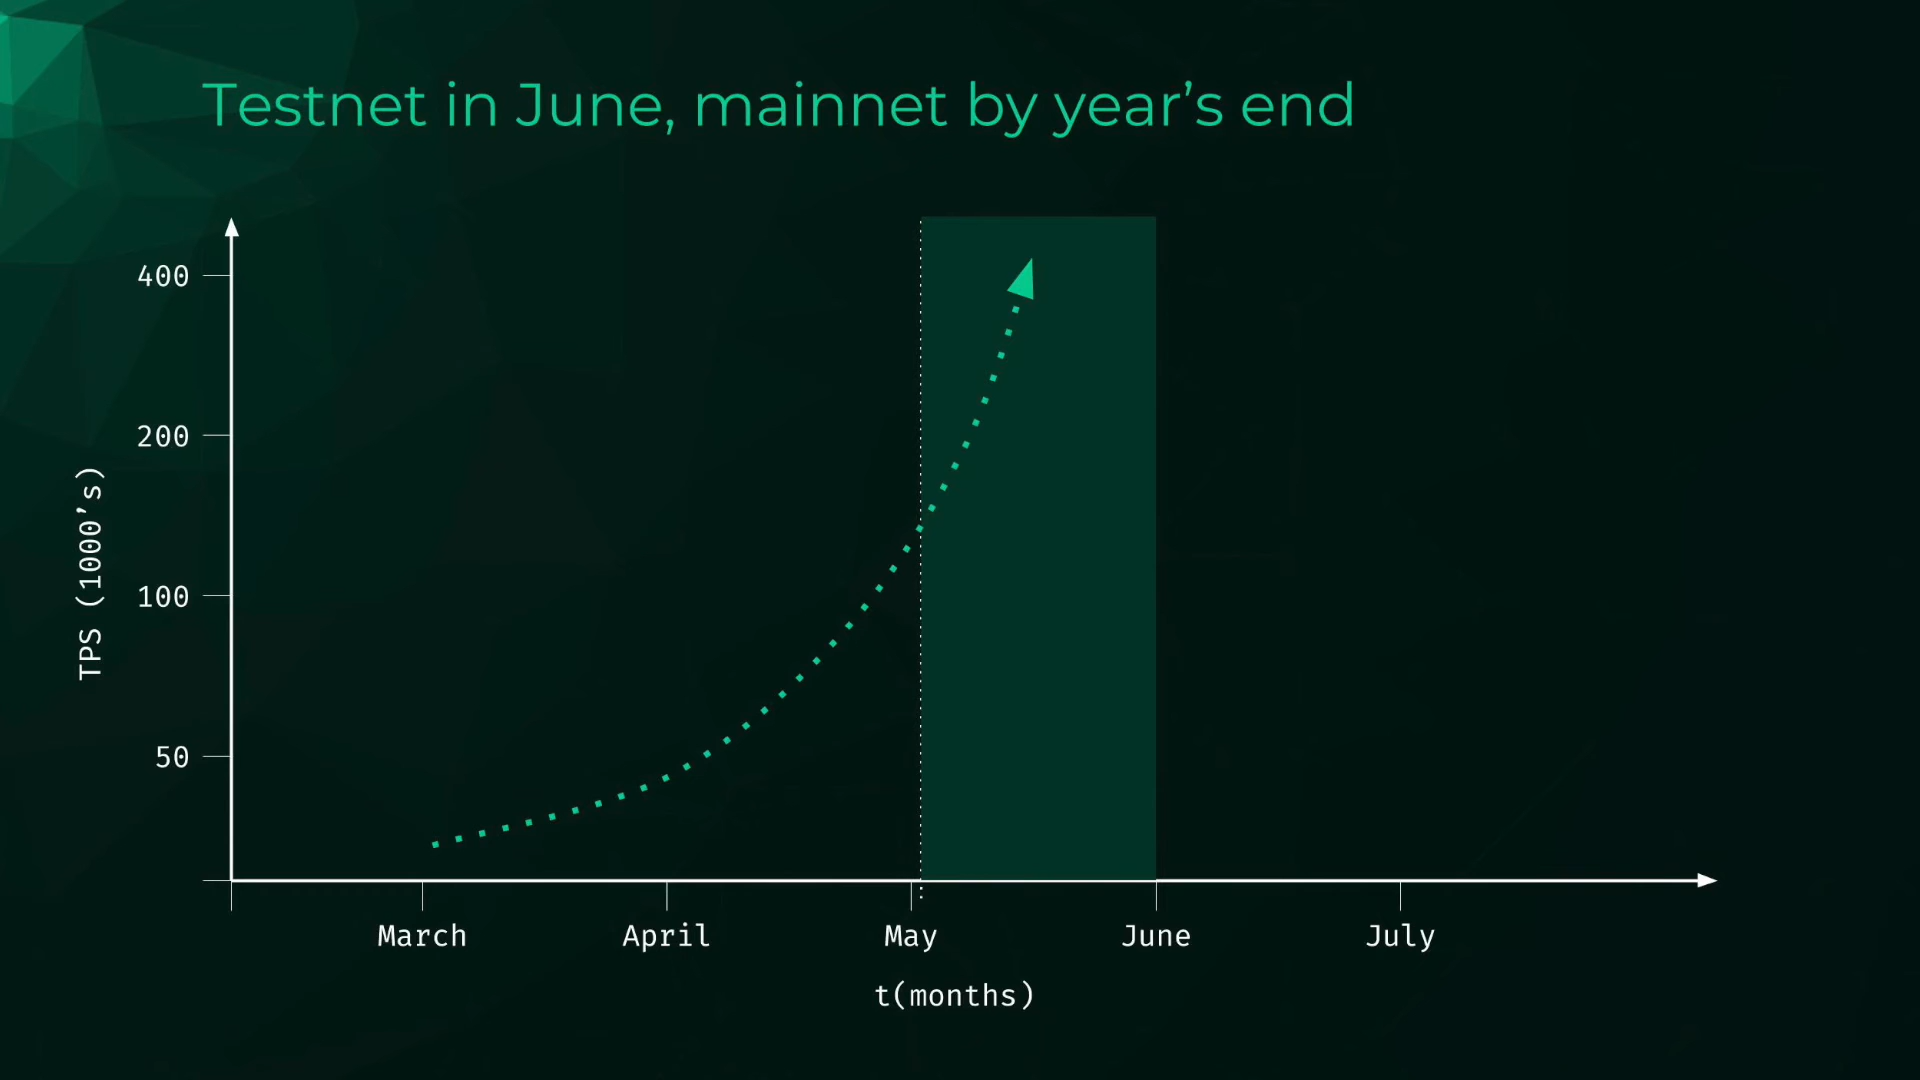 Testnet in June, mainnet by year’s end
400
200
100
50
TPS (1000’s)
March
April
May
June
July
t(months)